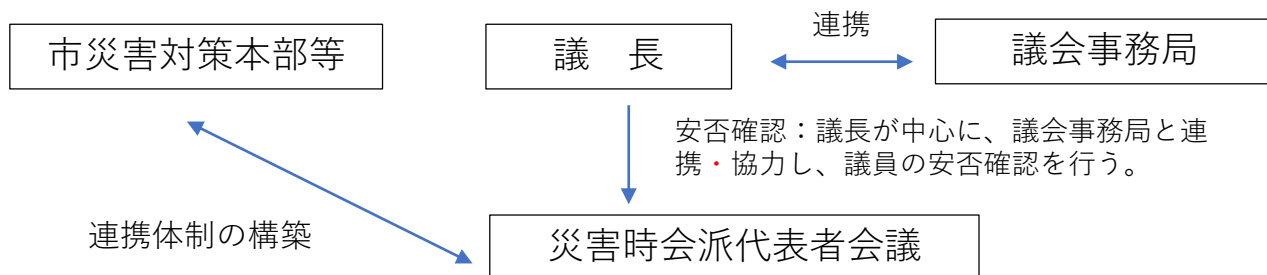 連携
市災害対策本部等
議　長
議会事務局
安否確認：議長が中心に、議会事務局と連
携・協力し、議員の安否確認を行う。
連携体制の構築
災害時会派代表者会議